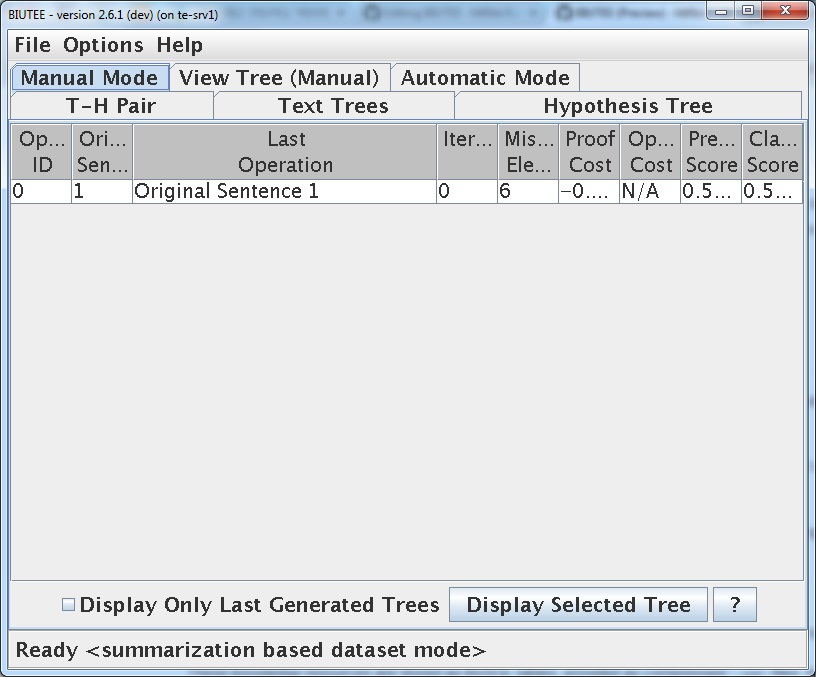 BIUTEE - version 2.6.1 (dev) (on te-srv1)
File Options Help
Manual Mode View Tree (Manual) Automatic Mode
T-H Pair Text Trees Hypothesis Tree
Op... Ori... Last Iter... Mis... Proof Op... Pre... Cla...
ID Sen... Operation Ele... Cost Cost Score Score
0 1 Original Sentence 1 0 6 -0.... N/A 0.5... 0.5...
Display Only Last Generated Trees Display Selected Tree ?
Ready <summarization based dataset mode>